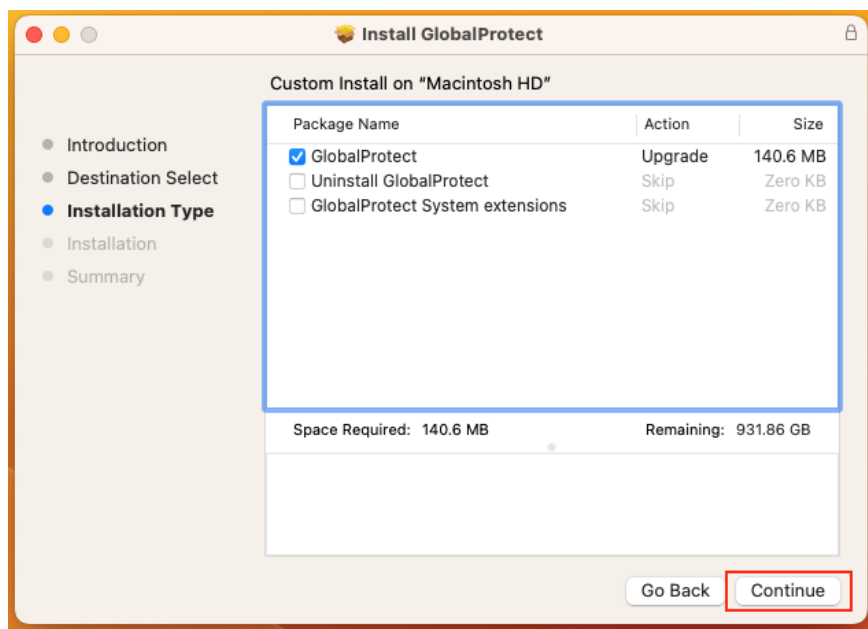 Install GlobalProtect
Custom Install on “Macintosh HD”
Introduction
Destination Select
Installation Type
Installation
Summary
Package Name Action Size
GlobalProtect Upgrade 140.6 MB
Uninstall GlobalProtect Skip Zero KB
GlobalProtect System extensions Skip Zero KB
Space Required: 140.6 MB Remaining: 931.86 GB
Go Back Continue